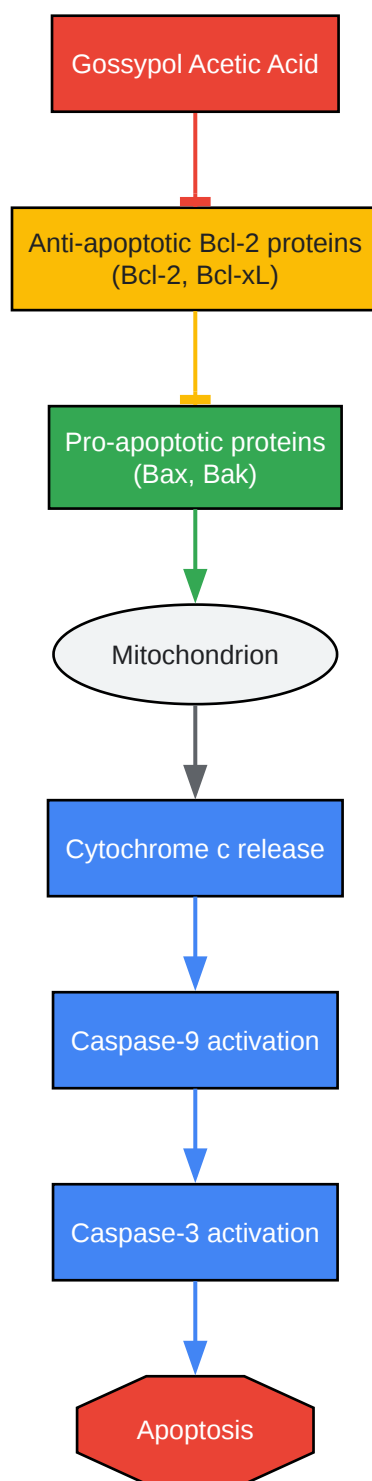 Gossypol Acetic Acid
Anti-apoptotic Bcl-2 proteins
(Bcl-2, Bcl-xL)
Pro-apoptotic proteins
(Bax, Bak)
Mitochondrion
Cytochrome c release
Caspase-9 activation
Caspase-3 activation
Apoptosis